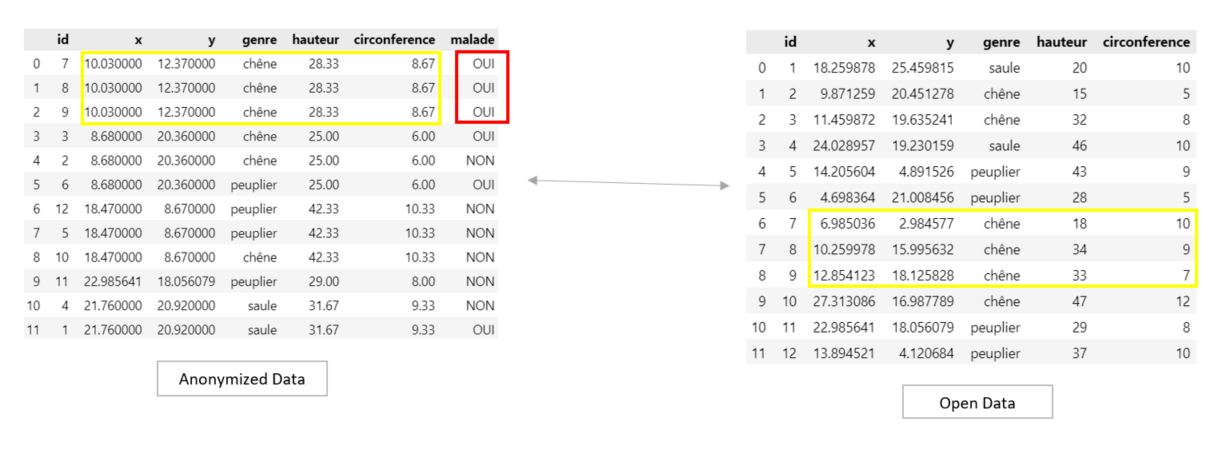 id x y genre hauteur circonference malade
0 7 10.030000 12.370000 chêne 28.33 8.67 OUI
1 8 10.030000 12.370000 chêne 28.33 8.67 OUI
2 9 10.030000 12.370000 chêne 28.33 8.67 OUI
3 3 8.680000 20.360000 chêne 25.00 6.00 OUI
4 2 8.680000 20.360000 chêne 25.00 6.00 NON
5 6 8.680000 20.360000 peuplier 25.00 6.00 OUI
6 12 18.470000 8.670000 peuplier 42.33 10.33 NON
7 5 18.470000 8.670000 peuplier 42.33 10.33 NON
8 10 18.470000 8.670000 chêne 42.33 10.33 NON
9 11 22.985641 18.056079 peuplier 29.00 8.00 NON
10 4 21.760000 20.920000 saule 31.67 9.33 NON
11 1 21.760000 20.920000 saule 31.67 9.33 OUI
Anonymized Data
id x y genre hauteur circonference
0 1 18.259878 25.459815 saule 20 10
1 2 9.871259 20.451278 chêne 15 5
2 3 11.459872 19.635241 chêne 32 8
3 4 24.028957 19.230159 saule 46 10
4 5 14.205604 4.891526 peuplier 43 9
5 6 4.698364 21.008456 peuplier 28 5
6 7 6.985036 2.984577 chêne 18 10
7 8 10.259978 15.995632 chêne 34 9
8 9 12.854123 18.125828 chêne 33 7
9 10 27.313086 16.987789 chêne 47 12
10 11 22.985641 18.056079 peuplier 29 8
11 12 13.894521 4.120684 peuplier 37 10
Open Data